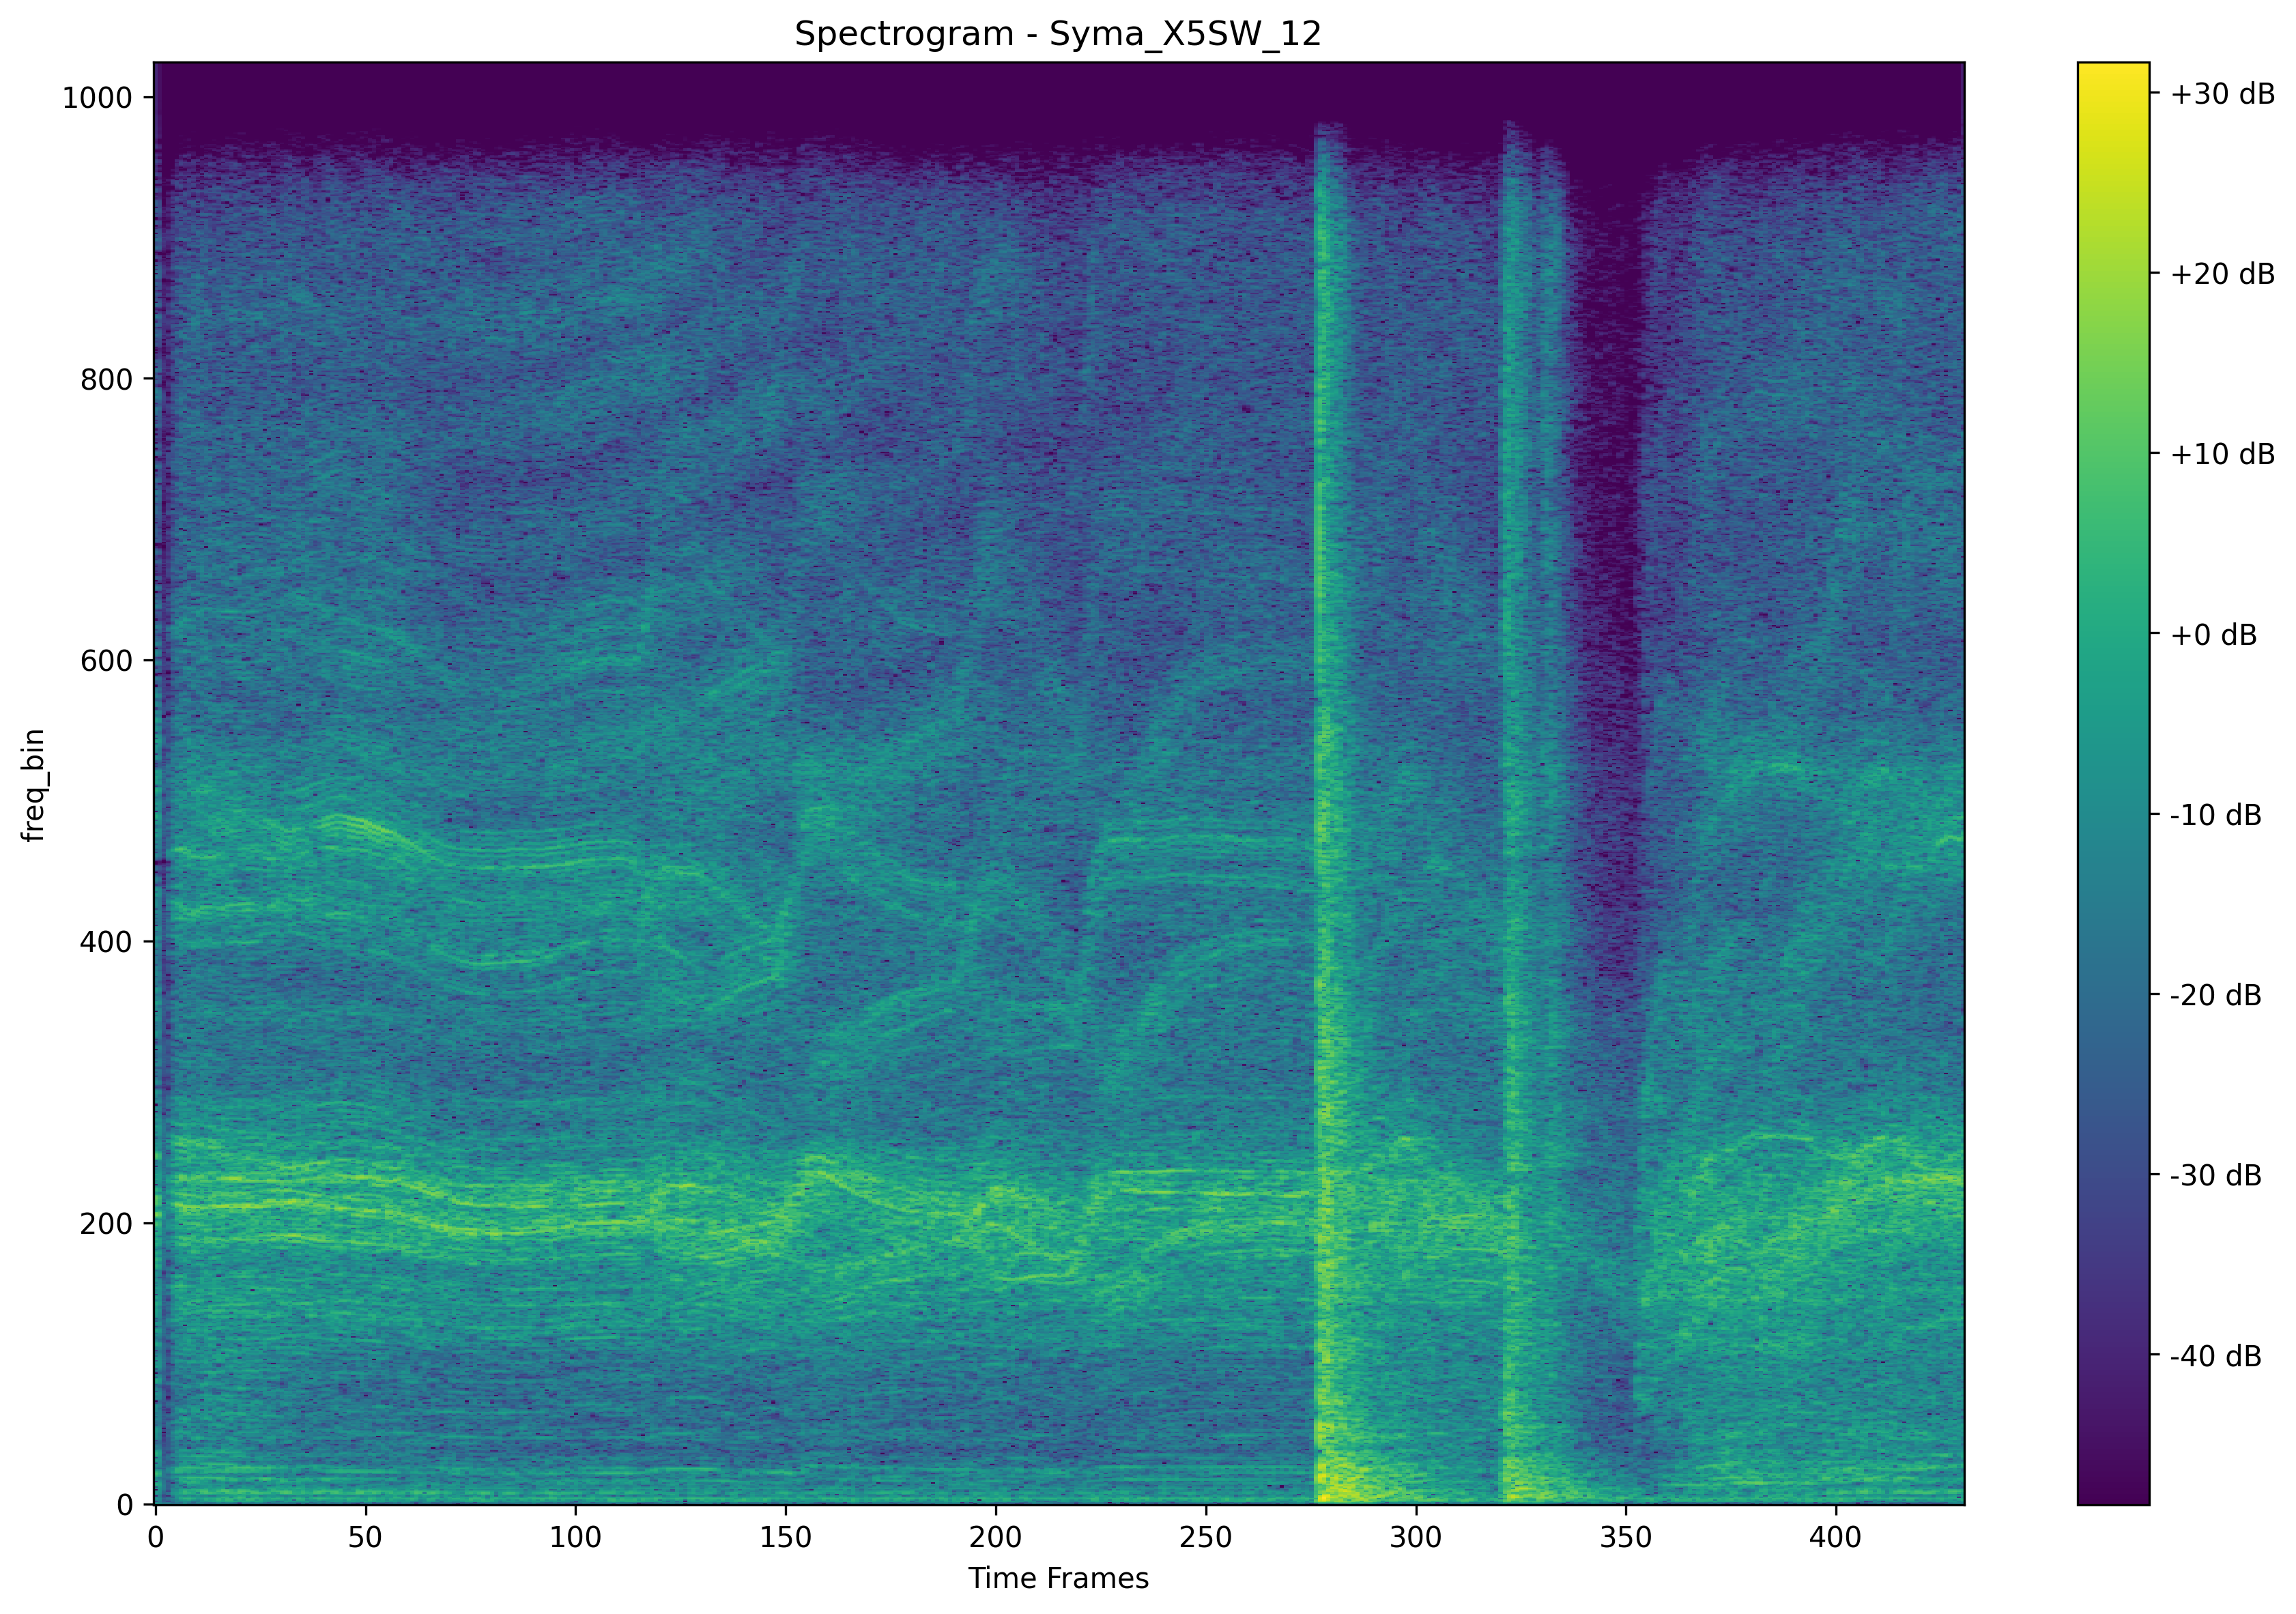 Spectrogram - Syma_X5SW_12
1000
800
600
400
200
0
freq_bin
0 50 100 150 200 250 300 350 400
Time Frames
+30 dB
+20 dB
+10 dB
+0 dB
-10 dB
-20 dB
-30 dB
-40 dB